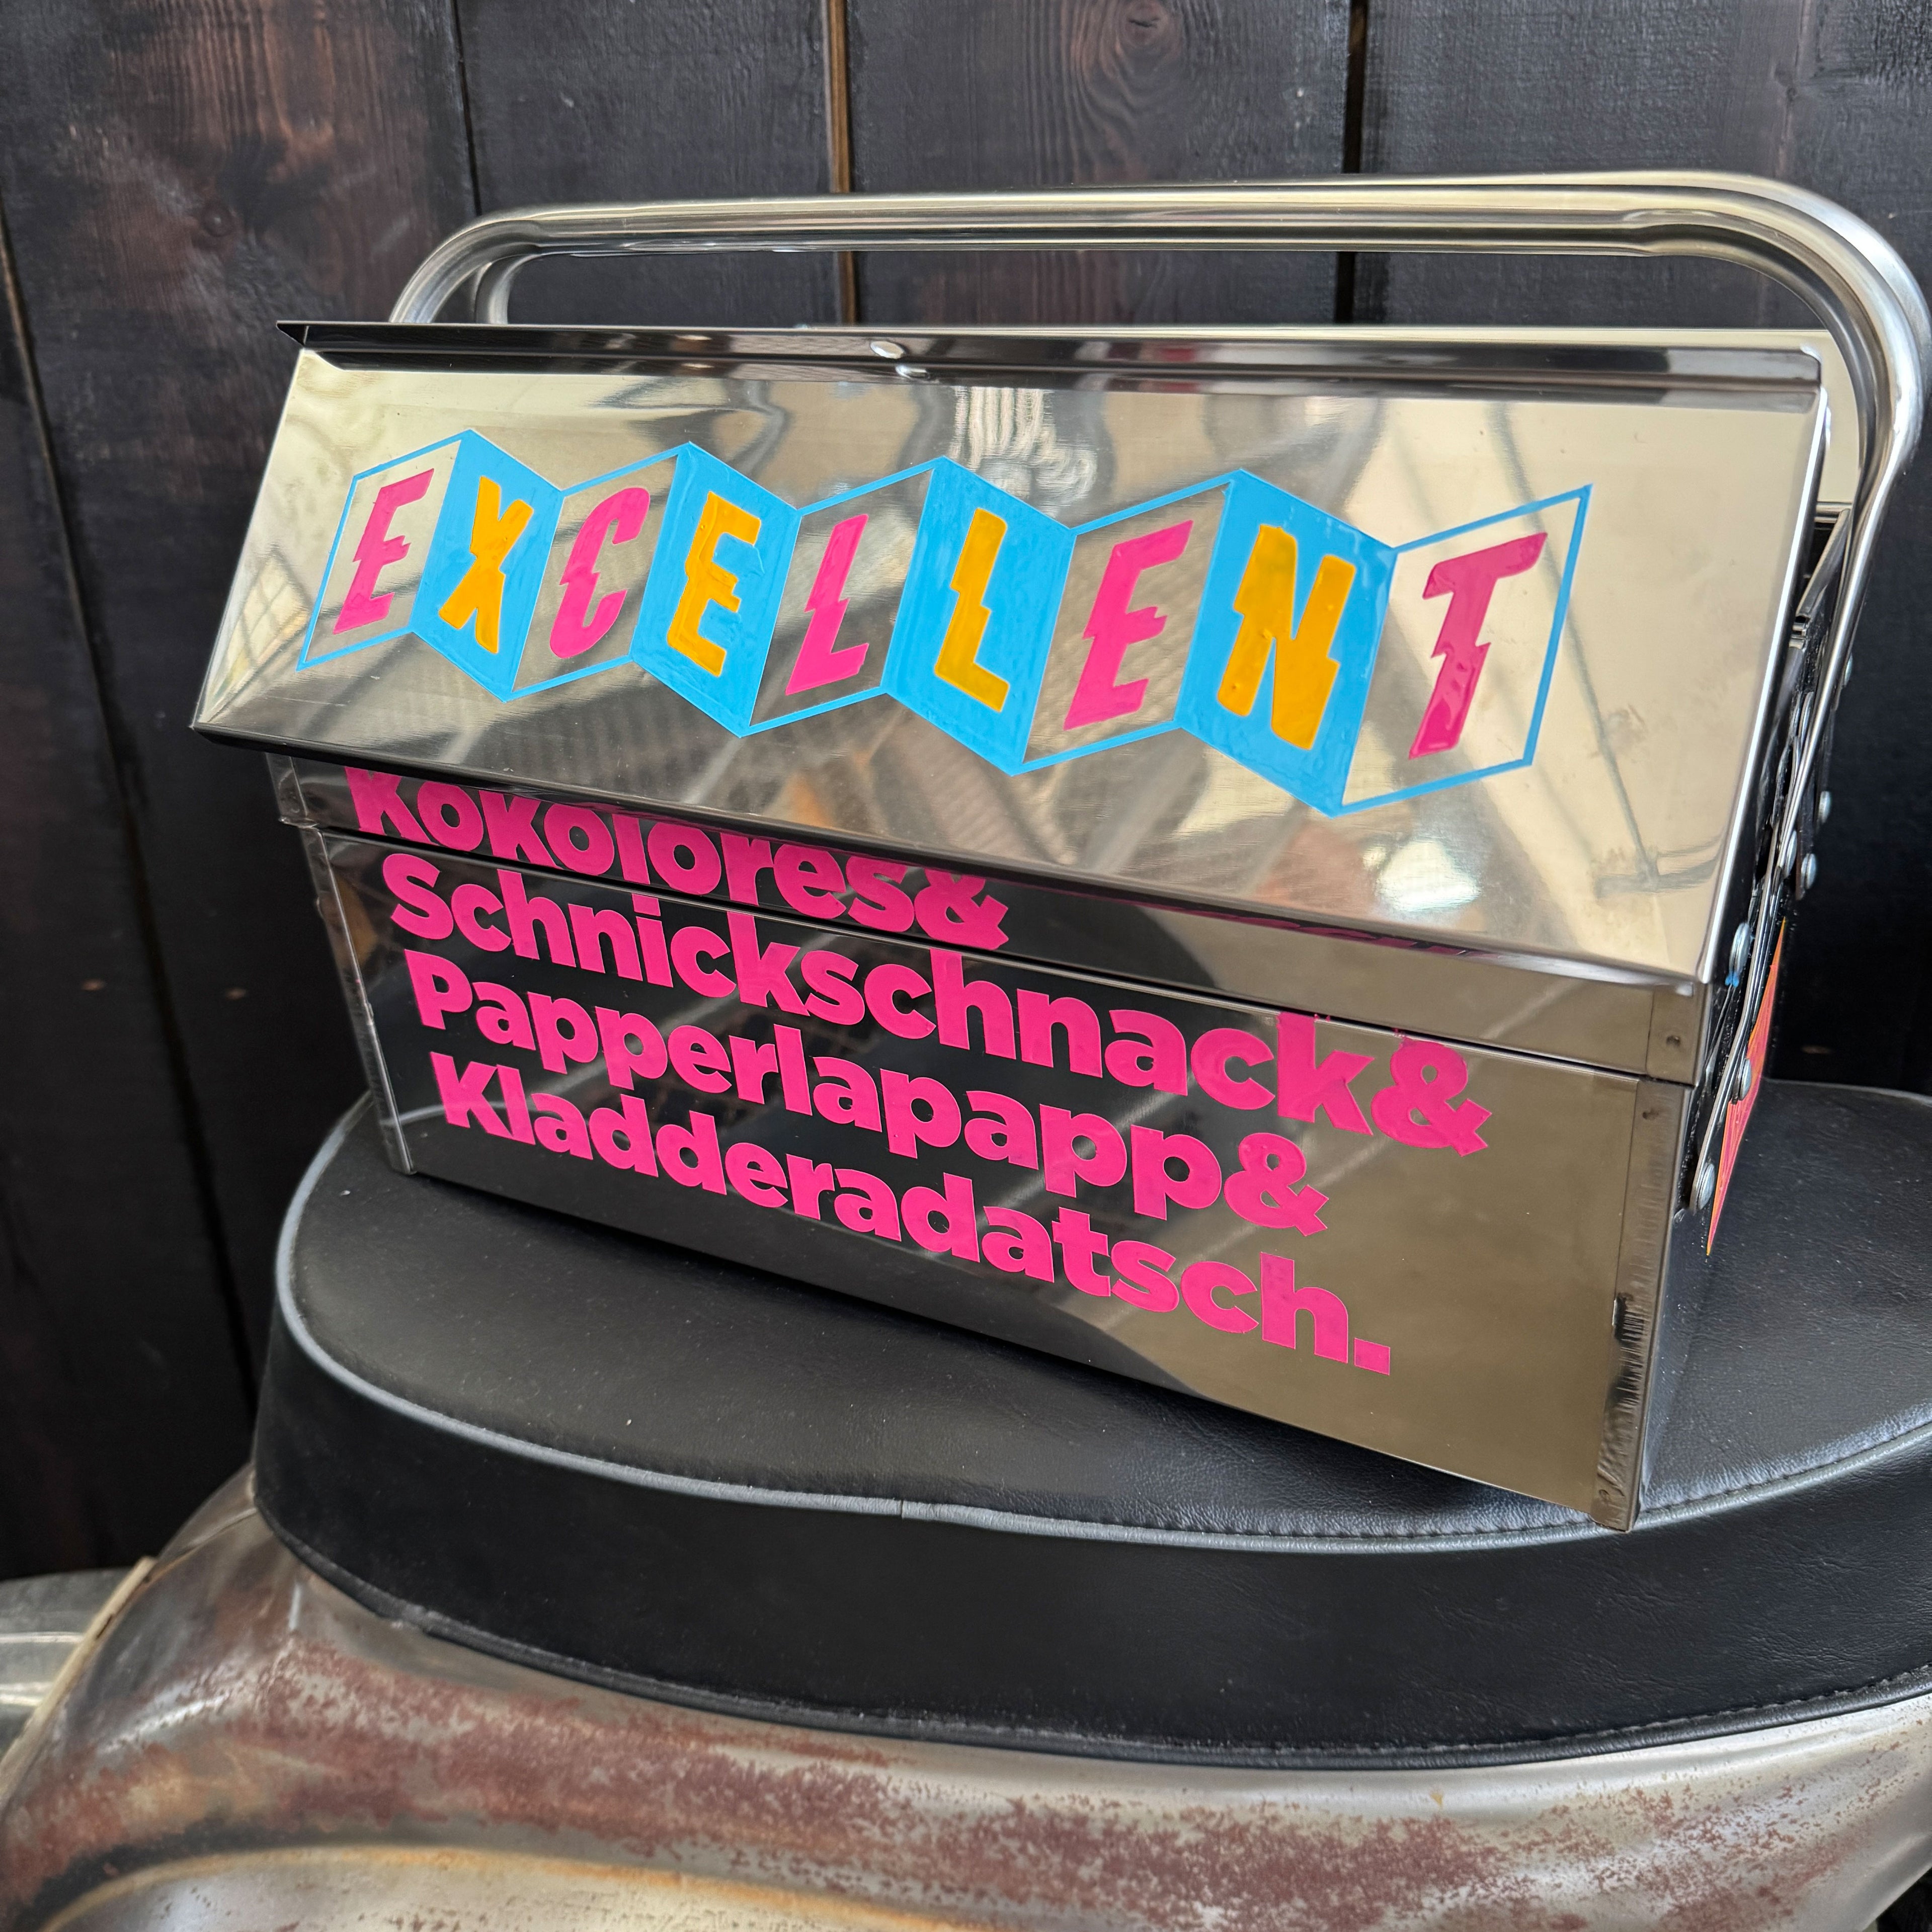 EXCELLENT
Kokolores&
Schnickschnack&
Papperlapapp&
Kladderadatsch.